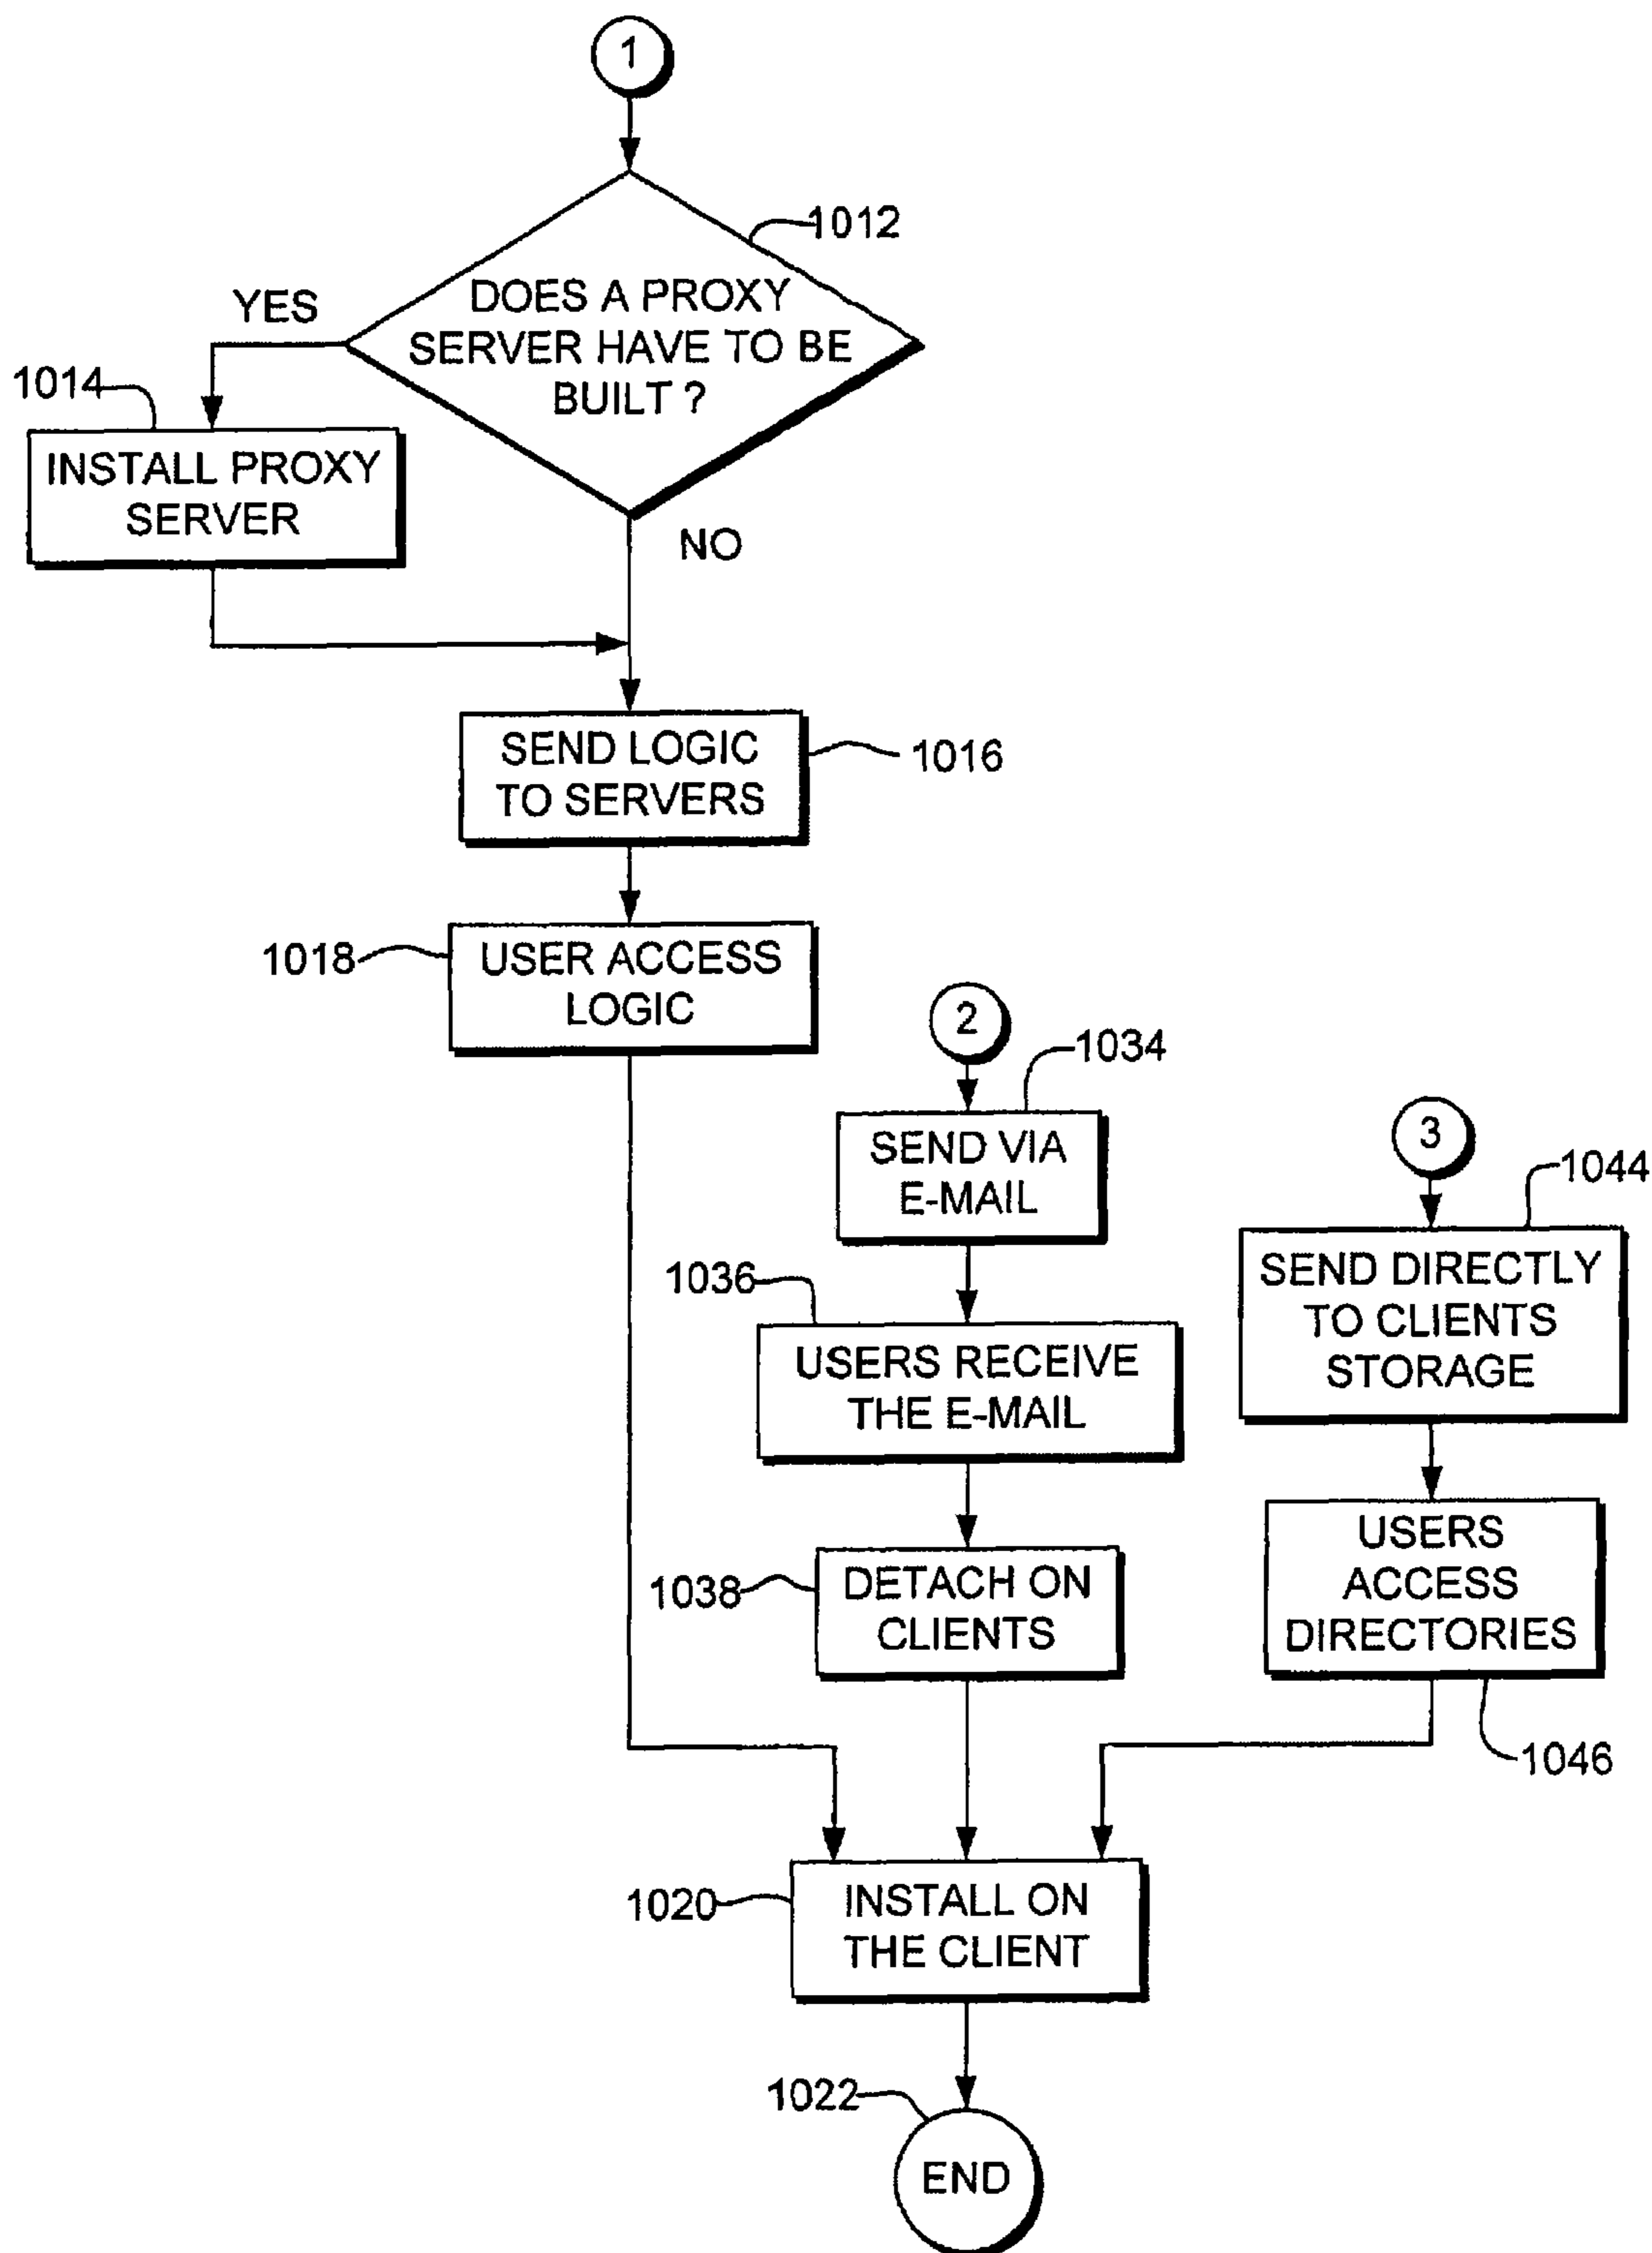 1
1012
DOES A PROXY
SERVER HAVE TO BE
BUILT ?
YES
NO
1014
INSTALL PROXY
SERVER
SEND LOGIC
TO SERVERS
1016
1018
USER ACCESS
LOGIC
2
1034
SEND VIA
E-MAIL
1036
USERS RECEIVE
THE E-MAIL
1038
DETACH ON
CLIENTS
3
1044
SEND DIRECTLY
TO CLIENTS
STORAGE
USERS
ACCESS
DIRECTORIES
1046
1020
INSTALL ON
THE CLIENT
1022
END